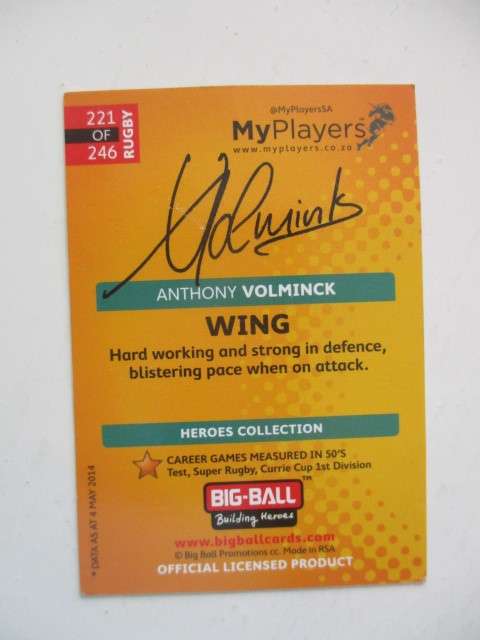 221
OF
246
RUGBY
@MyPlayersSA
MyPlayers
www.myplayers.co.za
Volmink
ANTHONY VOLMINCK
WING
Hard working and strong in defence,
blistering pace when on attack.
HEROES COLLECTION
CAREER GAMES MEASURED IN 50'S
Test, Super Rugby, Currie Cup 1st Division
BIG-BALL™
Building Heroes
www.bigballcards.com
© Big Ball Promotions cc. Made in RSA
OFFICIAL LICENSED PRODUCT
* DATA AS AT 4 MAY 2014